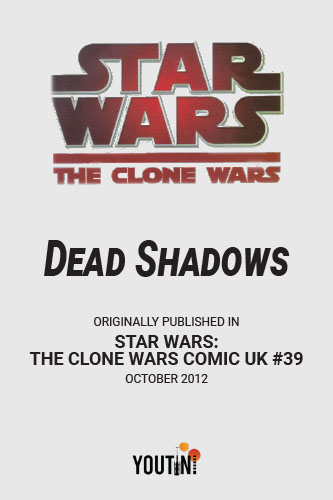 STAR
WARS
THE CLONE WARS
DEAD SHADOWS
ORIGINALLY PUBLISHED IN
STAR WARS:
THE CLONE WARS COMIC UK #39
OCTOBER 2012
YOUTINI